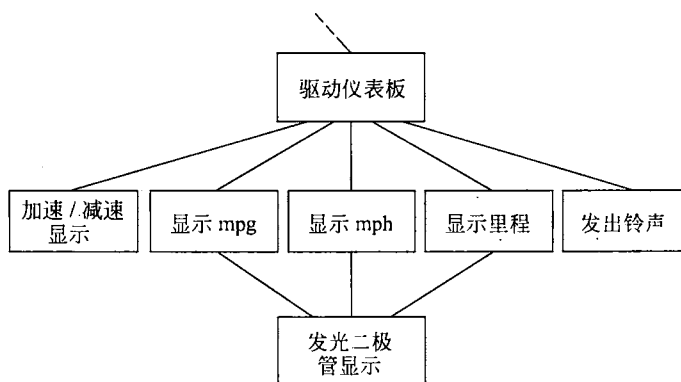 驱动仪表板
加速/减速
显示
显示 mpg
显示 mph
显示里程
发出铃声
发光二极
管显示